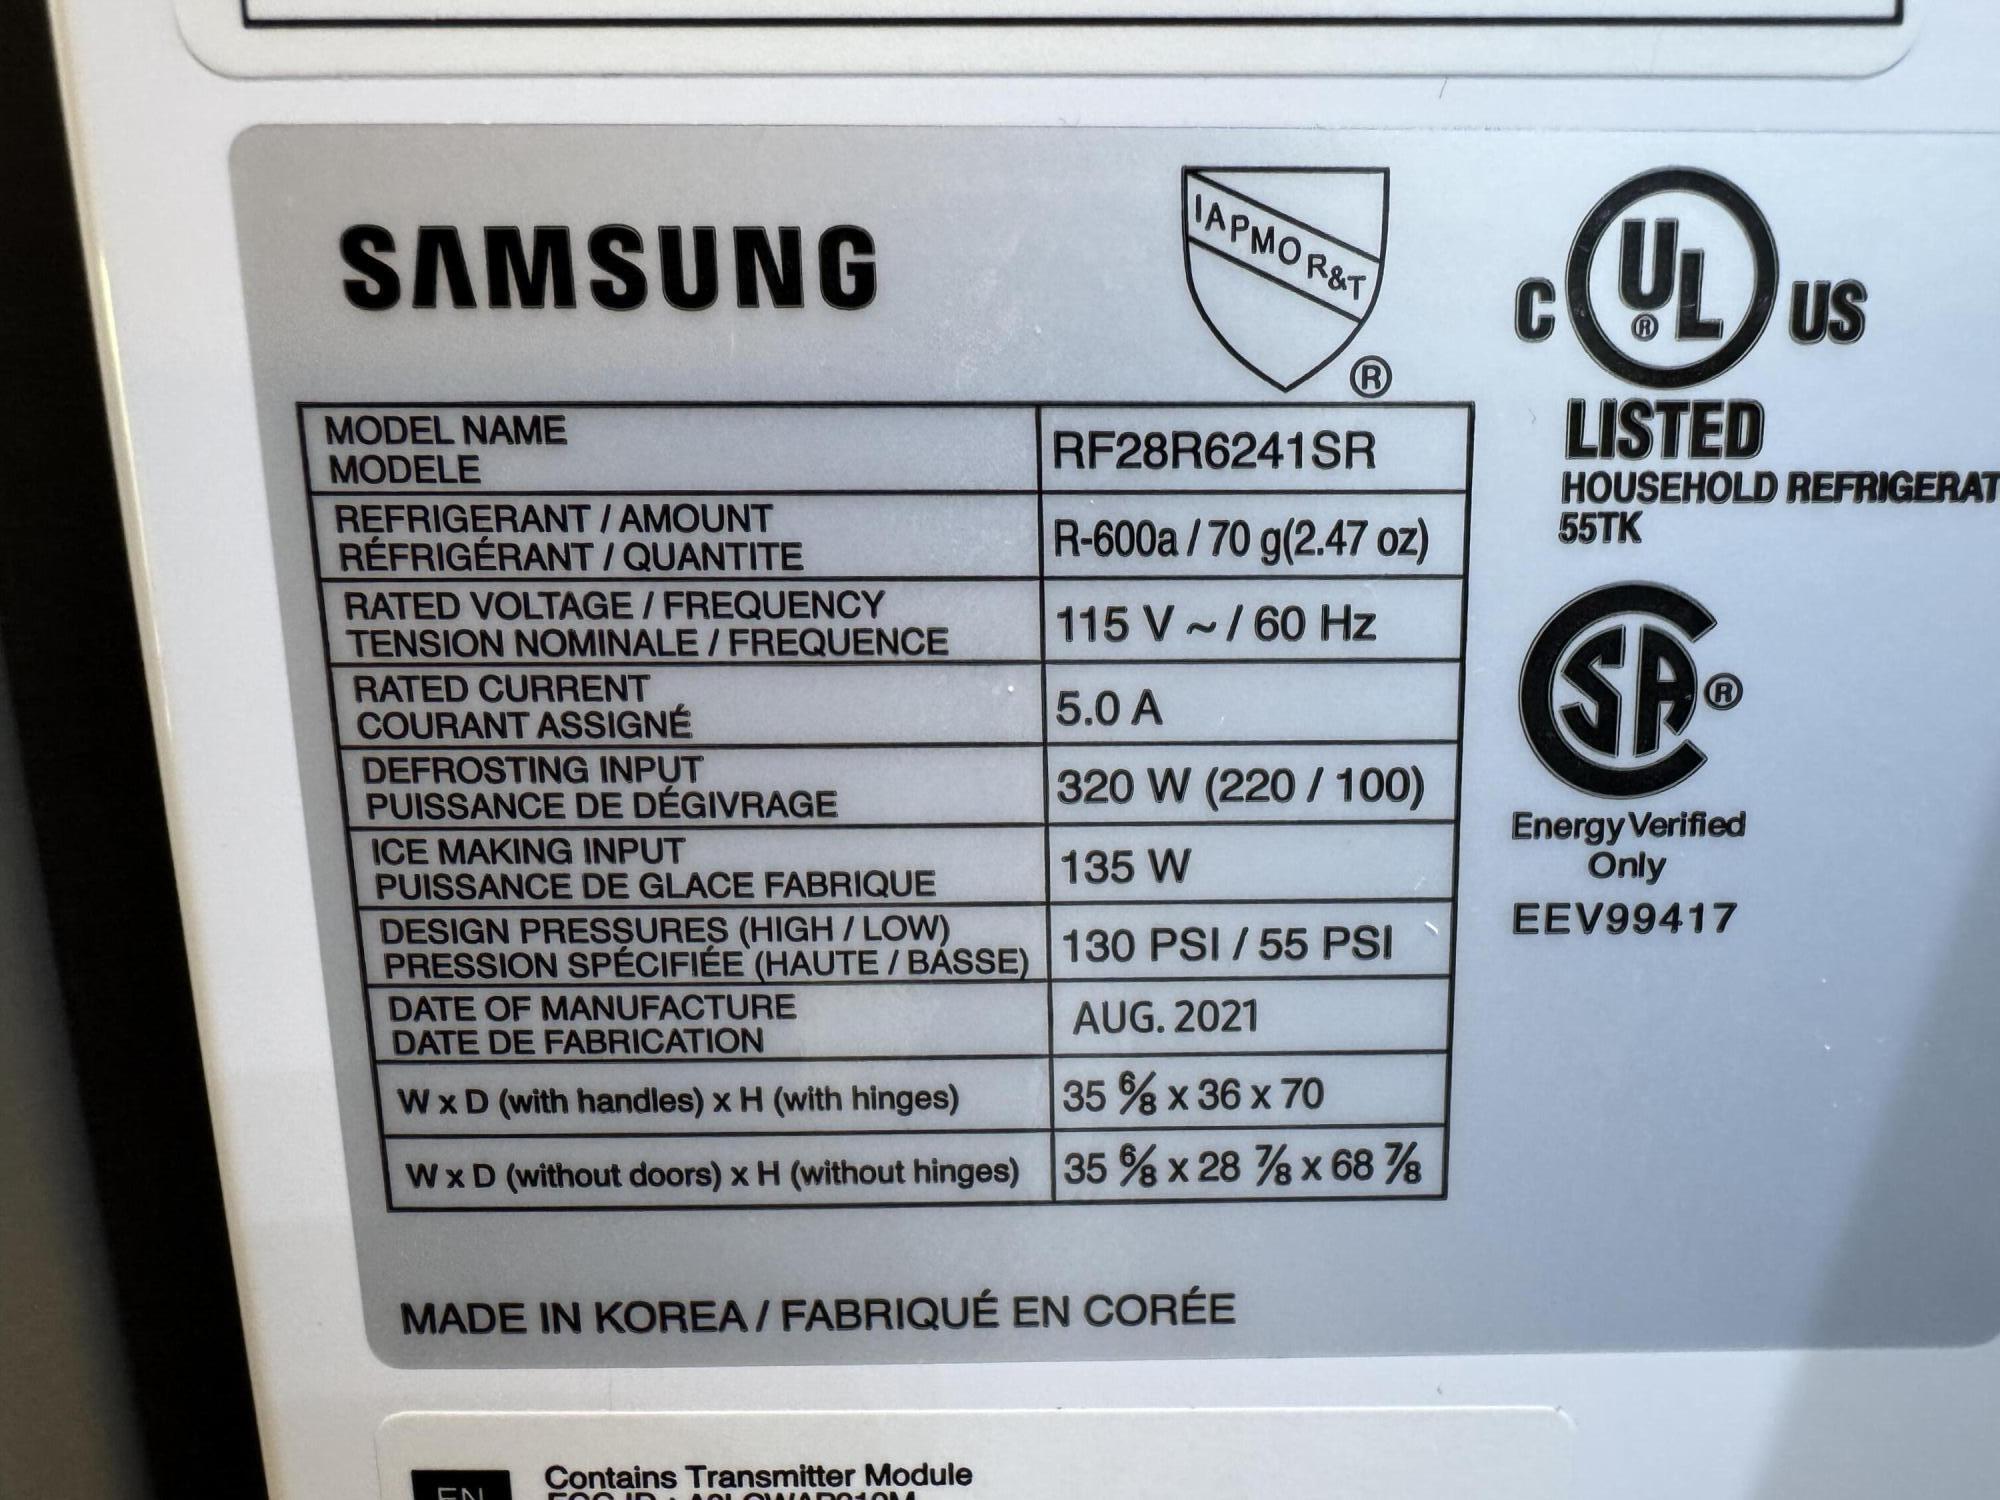 SAMSUNG
IAPMO R&T
®
C UL ® US
LISTED
HOUSEHOLD REFRIGERAT
55TK
MODEL NAME
MODELE
RF28R6241SR
REFRIGERANT / AMOUNT
RÉFRIGÉRANT / QUANTITE
R-600a / 70 g(2.47 oz)
RATED VOLTAGE / FREQUENCY
TENSION NOMINALE / FREQUENCE
115 V ~ / 60 Hz
RATED CURRENT
COURANT ASSIGNÉ
5.0 A
DEFROSTING INPUT
PUISSANCE DE DÉGIVRAGE
320 W (220 / 100)
ICE MAKING INPUT
PUISSANCE DE GLACE FABRIQUE
135 W
DESIGN PRESSURES (HIGH / LOW)
PRESSION SPÉCIFIÉE (HAUTE / BASSE)
130 PSI / 55 PSI
DATE OF MANUFACTURE
DATE DE FABRICATION
AUG. 2021
W x D (with handles) x H (with hinges)
35 6/8 x 36 x 70
W x D (without doors) x H (without hinges)
35 6/8 x 28 7/8 x 68 7/8
SA ®
Energy Verified
Only
EEV99417
MADE IN KOREA / FABRIQUÉ EN CORÉE
EN
Contains Transmitter Module
FCC ID :